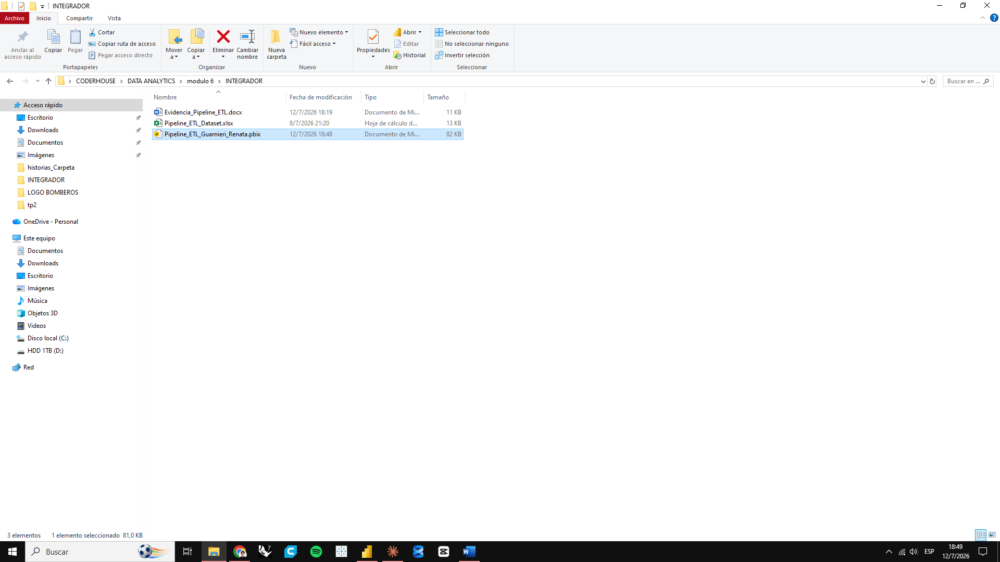 INTEGRADOR
Archivo
Inicio
Compartir
Vista
Anclar al
acceso rápido
Copiar
Pegar
Cortar
Copiar ruta de acceso
Pegar acceso directo
Portapapeles
Mover
a
Copiar
a
Eliminar
Cambiar
nombre
Organizar
Nueva
carpeta
Nuevo elemento
Fácil acceso
Nuevo
Propiedades
Abrir
Editar
Historial
Abrir
Seleccionar todo
No seleccionar ninguno
Invertir selección
Seleccionar
CODERHOUSE > DATA ANALYTICS > modulo 6 > INTEGRADOR
Buscar en ...
Nombre Fecha de modificación Tipo Tamaño
Evidencia_Pipeline_ETL.docx 12/7/2026 18:19 Documento de Mi... 11 KB
Pipeline_ETL_Dataset.xlsx 8/7/2026 21:20 Hoja de cálculo d... 13 KB
Pipeline_ETL_Guarnieri_Renata.pbix 12/7/2026 18:48 Documento de Mi... 82 KB
Acceso rápido
Escritorio
Downloads
Documentos
Imágenes
historias_Carpeta
INTEGRADOR
LOGO BOMBEROS
tp2
OneDrive - Personal
Este equipo
Documentos
Downloads
Escritorio
Imágenes
Música
Objetos 3D
Videos
Disco local (C:)
HDD 1TB (D:)
Red
3 elementos 1 elemento seleccionado 81,0 KB
Buscar
ESP
18:49
12/7/2026